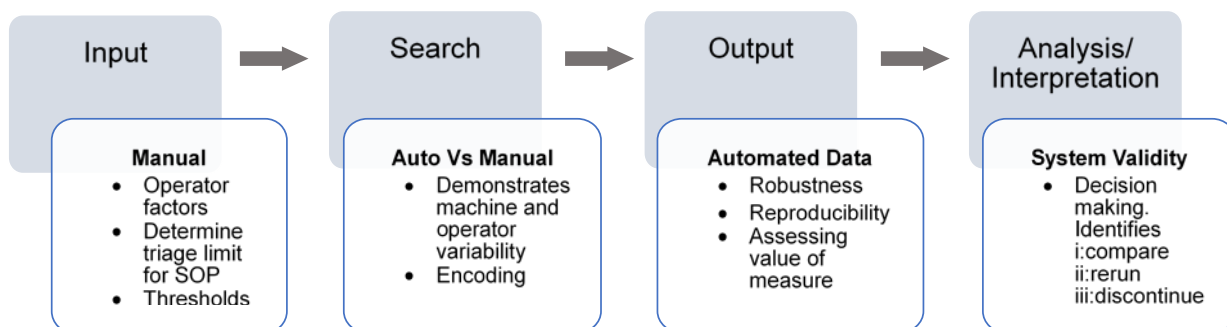 Input
Manual
• Operator
factors
• Determine
triage limit
for SOP
• Thresholds
Search
Auto Vs Manual
• Demonstrates
machine and
operator
variability
• Encoding
Output
Automated Data
• Robustness
• Reproducibility
• Assessing
value of
measure
Analysis/
Interpretation
System Validity
• Decision
making.
Identifies
i:compare
ii:rerun
iii:discontinue